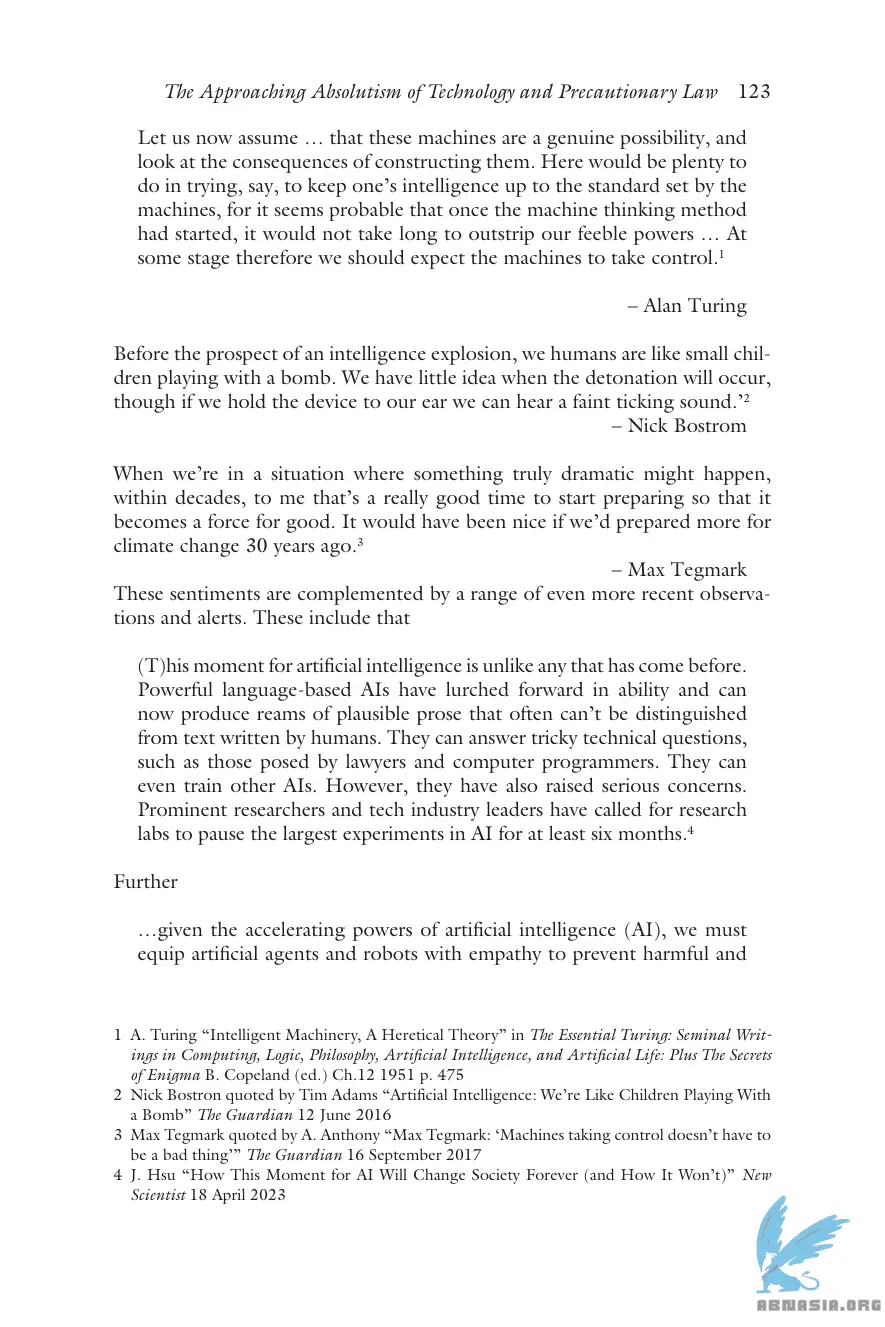 The Approaching Absolutism of Technology and Precautionary Law 123
Let us now assume … that these machines are a genuine possibility, and
look at the consequences of constructing them. Here would be plenty to
do in trying, say, to keep one’s intelligence up to the standard set by the
machines, for it seems probable that once the machine thinking method
had started, it would not take long to outstrip our feeble powers … At
some stage therefore we should expect the machines to take control.¹
– Alan Turing
Before the prospect of an intelligence explosion, we humans are like small chil-
dren playing with a bomb. We have little idea when the detonation will occur,
though if we hold the device to our ear we can hear a faint ticking sound.’²
– Nick Bostrom
When we’re in a situation where something truly dramatic might happen,
within decades, to me that’s a really good time to start preparing so that it
becomes a force for good. It would have been nice if we’d prepared more for
climate change 30 years ago.³
– Max Tegmark
These sentiments are complemented by a range of even more recent observa-
tions and alerts. These include that
(T)his moment for artificial intelligence is unlike any that has come before.
Powerful language-based AIs have lurched forward in ability and can
now produce reams of plausible prose that often can’t be distinguished
from text written by humans. They can answer tricky technical questions,
such as those posed by lawyers and computer programmers. They can
even train other AIs. However, they have also raised serious concerns.
Prominent researchers and tech industry leaders have called for research
labs to pause the largest experiments in AI for at least six months.⁴
Further
…given the accelerating powers of artificial intelligence (AI), we must
equip artificial agents and robots with empathy to prevent harmful and
1 A. Turing “Intelligent Machinery, A Heretical Theory” in The Essential Turing: Seminal Writ-
ings in Computing, Logic, Philosophy, Artificial Intelligence, and Artificial Life: Plus The Secrets
of Enigma B. Copeland (ed.) Ch.12 1951 p. 475
2 Nick Bostron quoted by Tim Adams “Artificial Intelligence: We’re Like Children Playing With
a Bomb” The Guardian 12 June 2016
3 Max Tegmark quoted by A. Anthony “Max Tegmark: ‘Machines taking control doesn’t have to
be a bad thing’” The Guardian 16 September 2017
4 J. Hsu “How This Moment for AI Will Change Society Forever (and How It Won’t)” New
Scientist 18 April 2023
ABNASIA.ORG